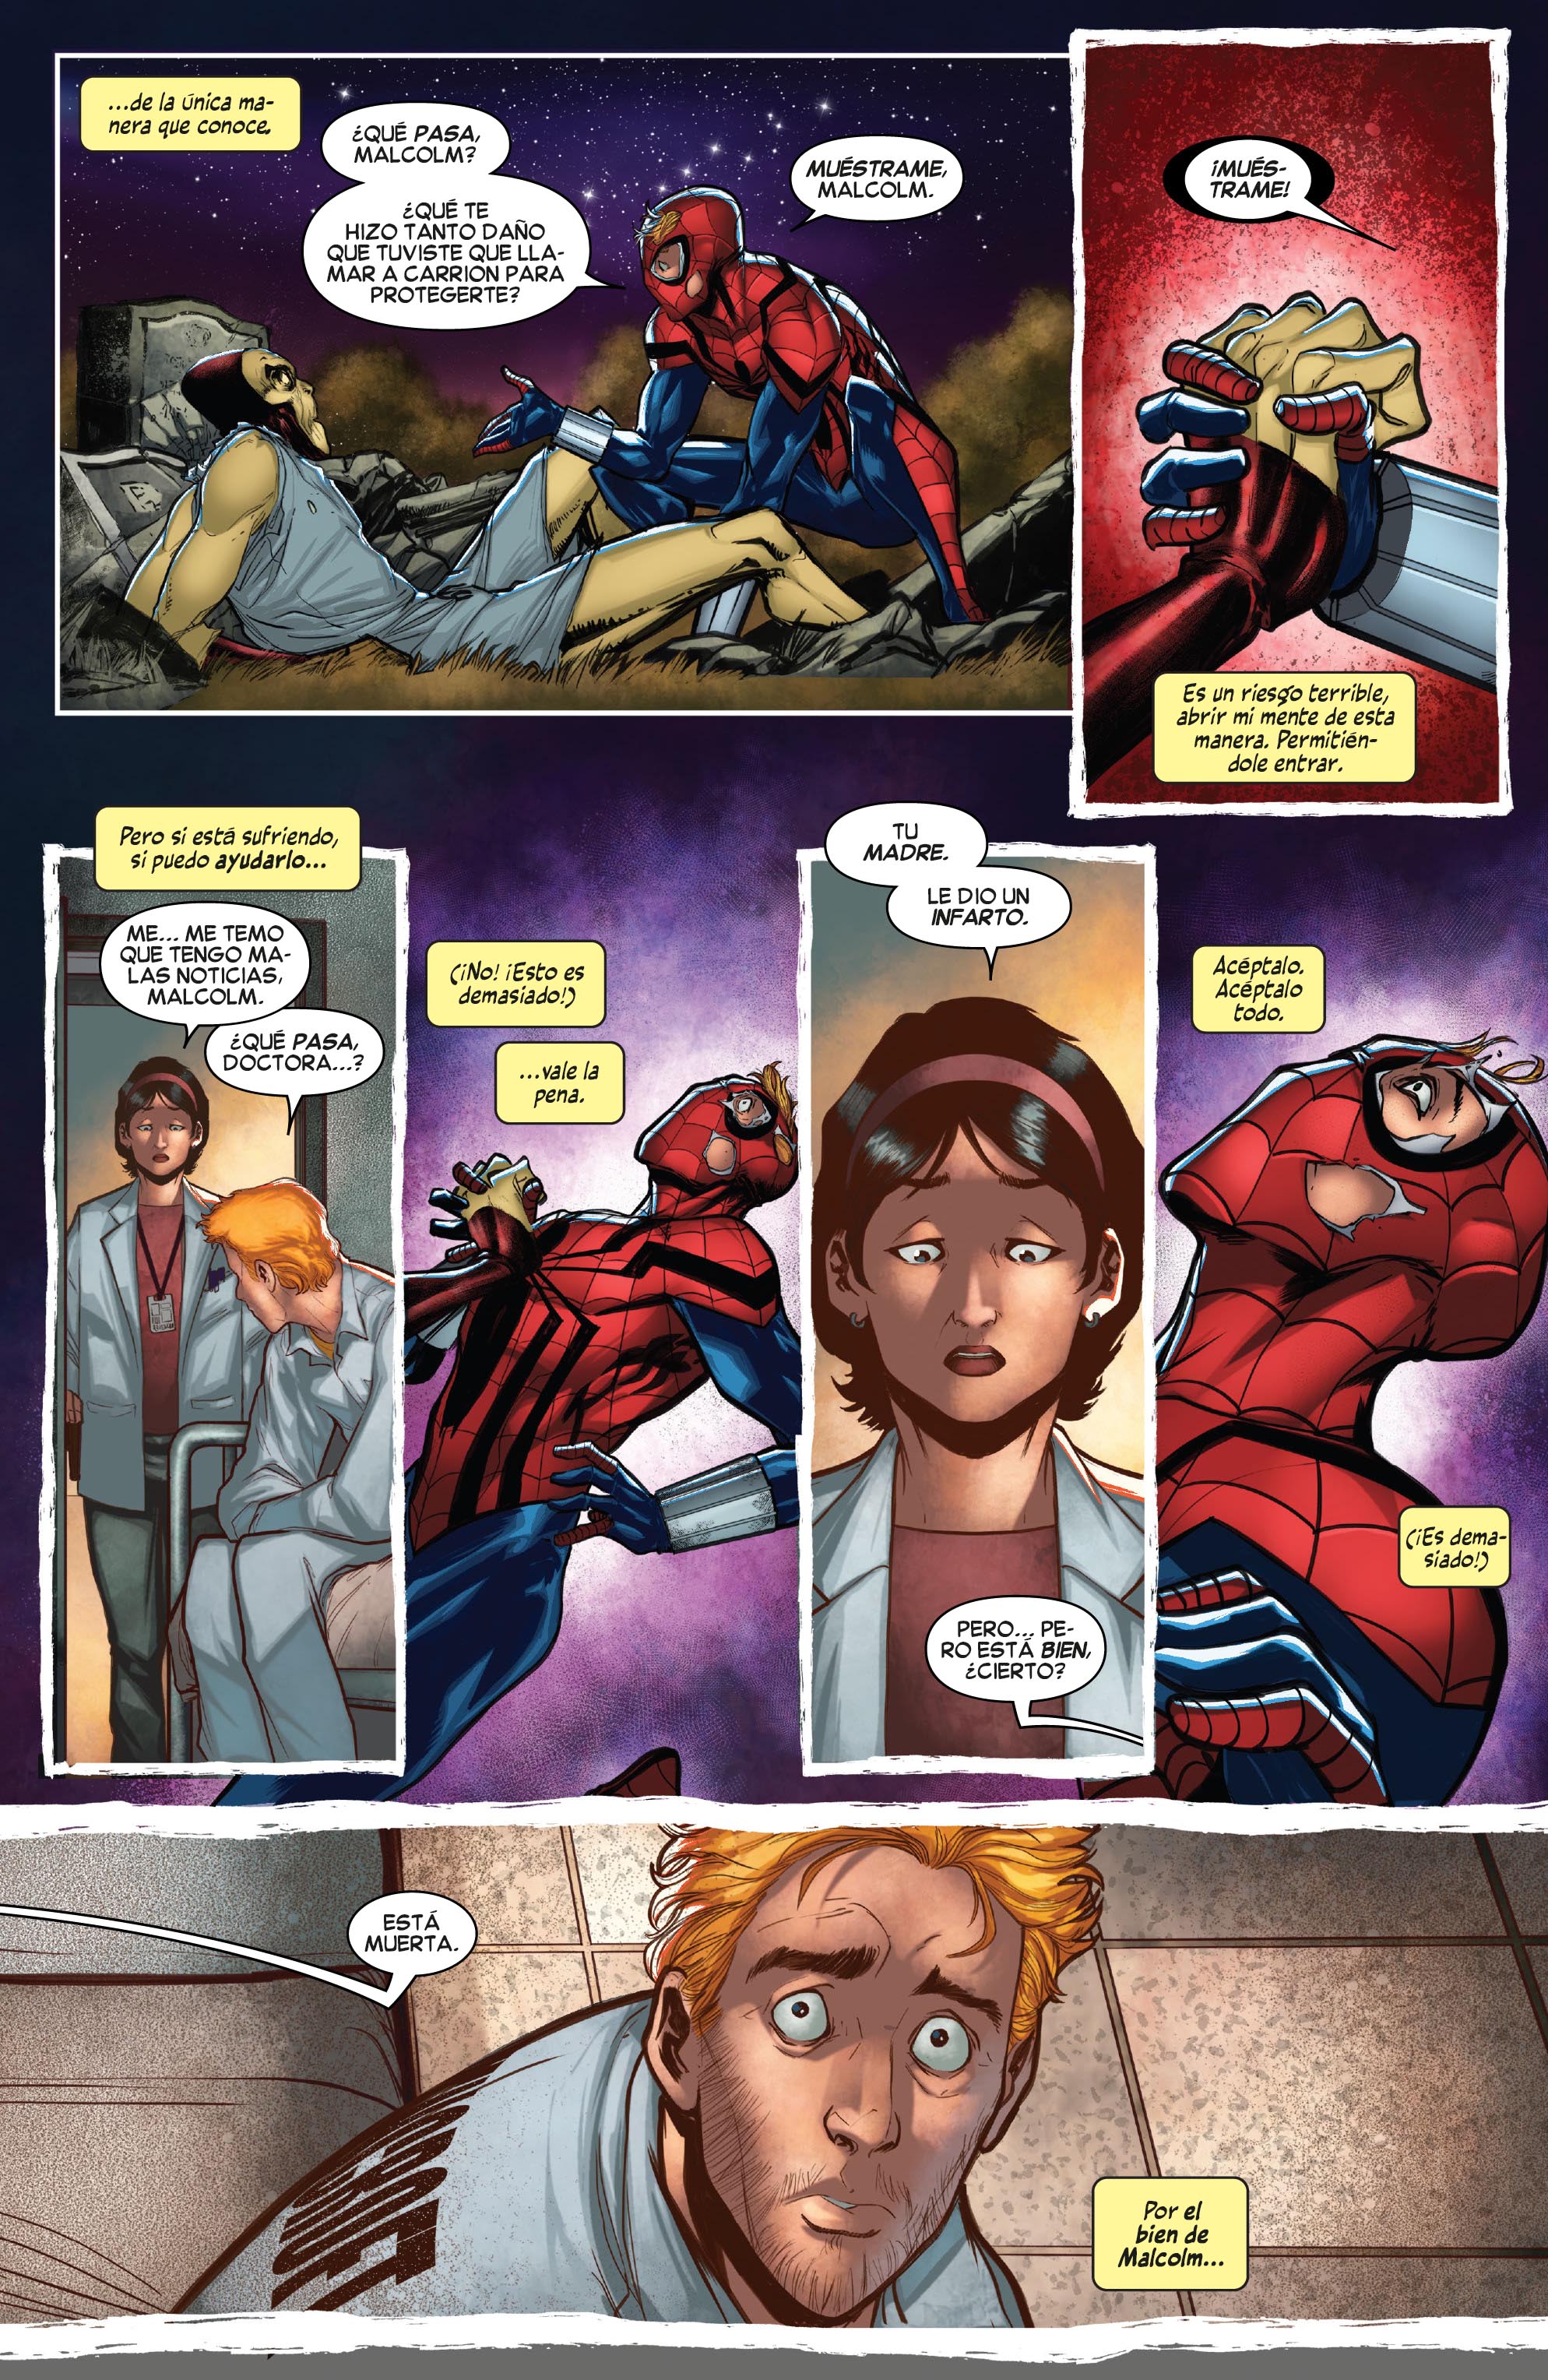 ...de la única ma-
nera que conoce.
¿QUÉ PASA,
MALCOLM?
¿QUÉ TE
HIZO TANTO DAÑO
QUE TUVISTE QUE LLA-
MAR A CARRION PARA
PROTEGERTE?
MUÉSTRAME,
MALCOLM.
¡MUÉS-
TRAME!
Es un riesgo terrible,
abrir mi mente de esta
manera. Permitién-
dole entrar.
Pero si está sufriendo,
si puedo ayudarlo...
ME... ME TEMO
QUE TENGO MA-
LAS NOTICIAS,
MALCOLM.
¿QUÉ PASA,
DOCTORA...?
(¡No! ¡Esto es
demasiado!)
...vale la
pena.
TU
MADRE.
LE DIO UN
INFARTO.
PERO... PE-
RO ESTÁ BIEN,
¿CIERTO?
Acéptalo.
Acéptalo
todo.
(¡Es dema-
siado!)
ESTÁ
MUERTA.
Por el
bien de
Malcolm...